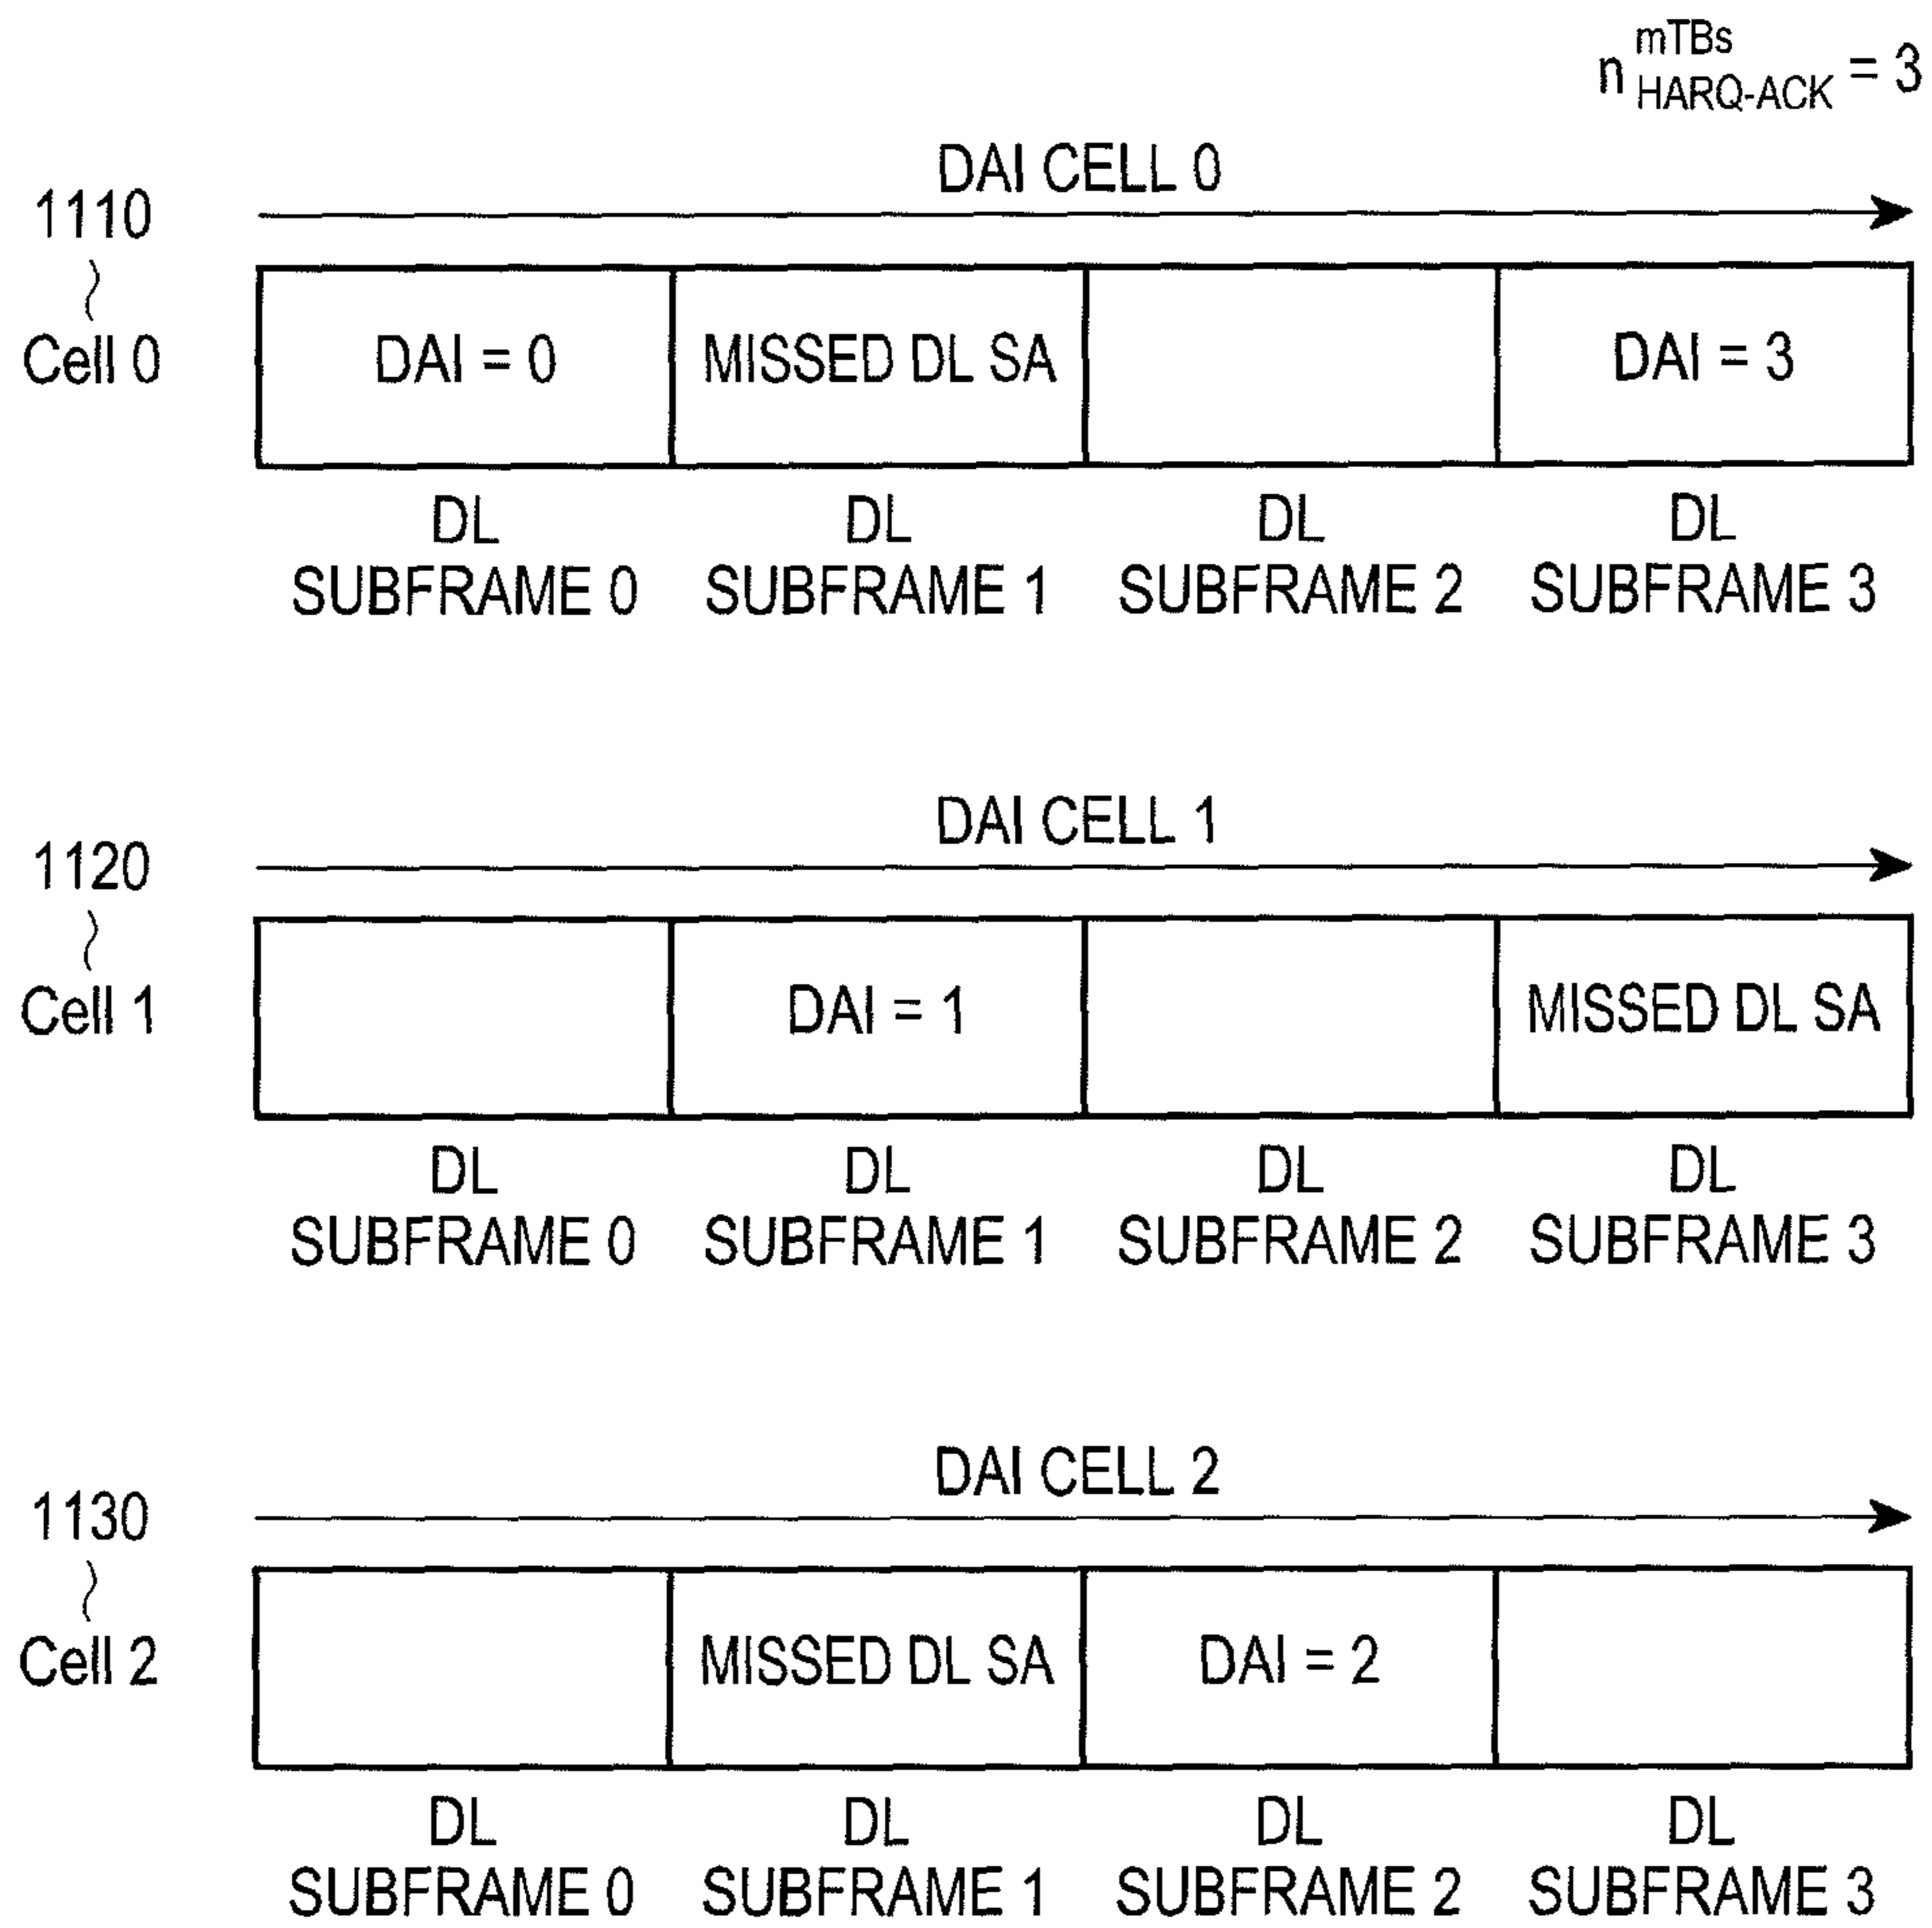 n mTBs HARQ-ACK = 3
DAI CELL 0
1110
Cell 0
DAI = 0 MISSED DL SA DAI = 3
DL DL DL DL
SUBFRAME 0 SUBFRAME 1 SUBFRAME 2 SUBFRAME 3
DAI CELL 1
1120
Cell 1
DAI = 1 MISSED DL SA
DL DL DL DL
SUBFRAME 0 SUBFRAME 1 SUBFRAME 2 SUBFRAME 3
DAI CELL 2
1130
Cell 2
MISSED DL SA DAI = 2
DL DL DL DL
SUBFRAME 0 SUBFRAME 1 SUBFRAME 2 SUBFRAME 3